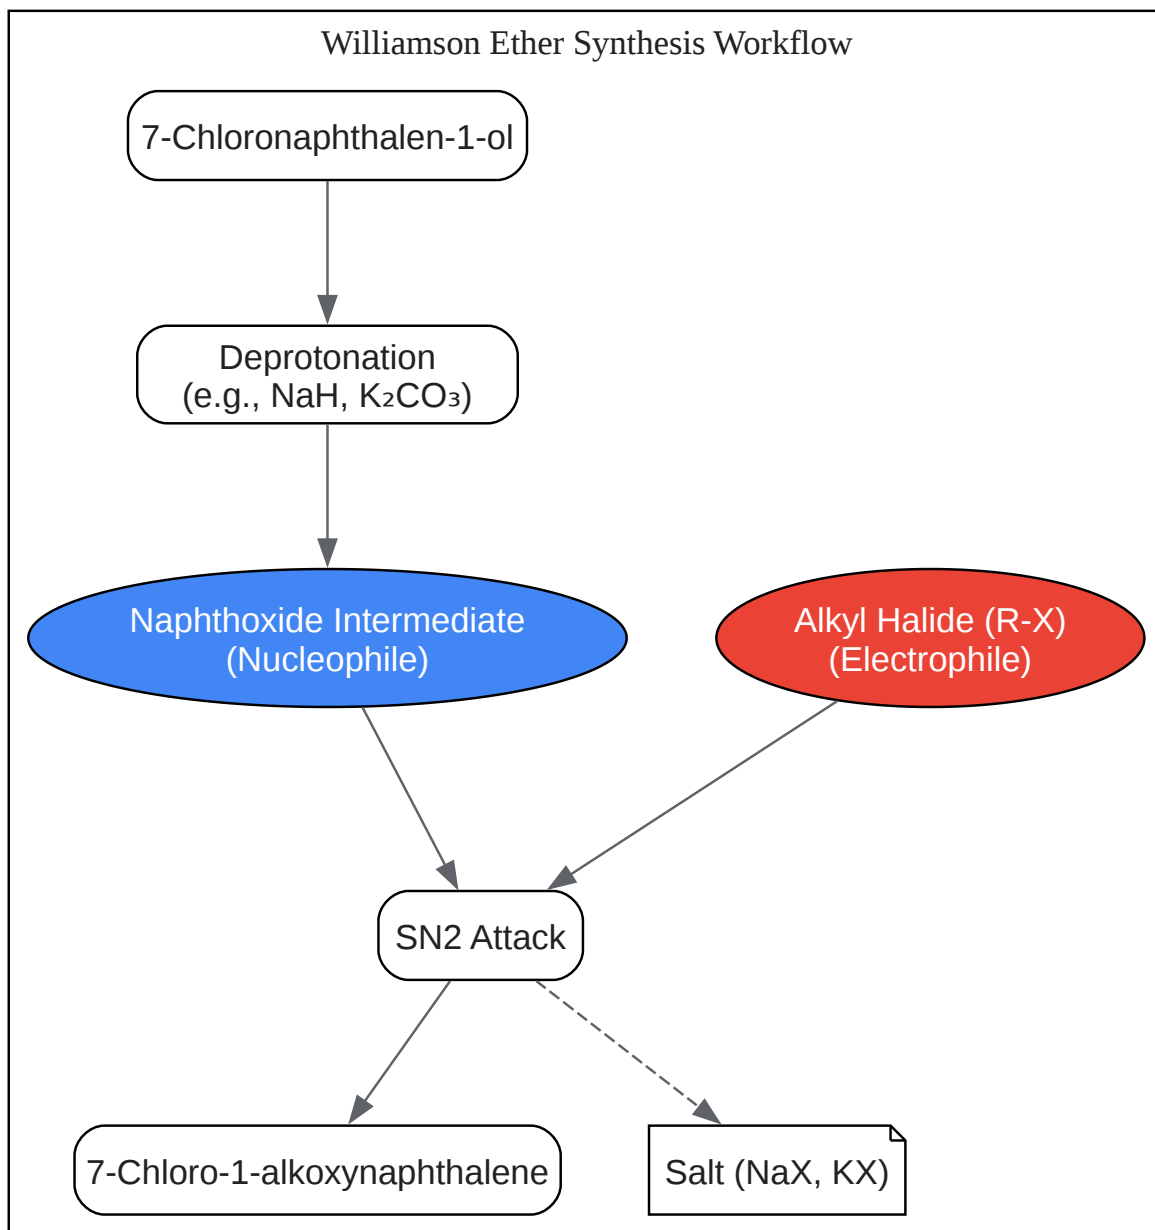 Williamson Ether Synthesis Workflow
7-Chloronaphthalen-1-ol
Deprotonation
(e.g., NaH, K₂CO₃)
Naphthoxide Intermediate
(Nucleophile)
Alkyl Halide (R-X)
(Electrophile)
SN2 Attack
7-Chloro-1-alkoxynaphthalene
Salt (NaX, KX)